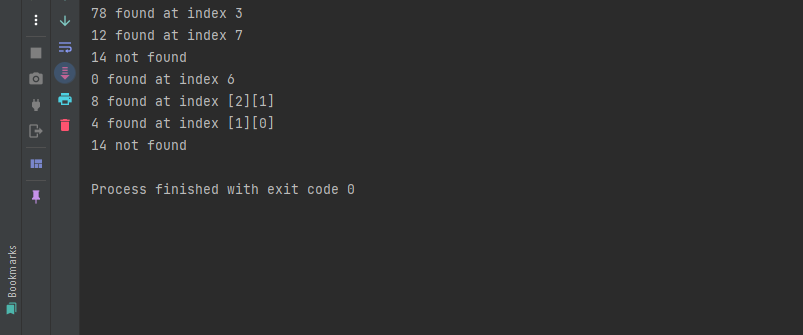 78 found at index 3
12 found at index 7
14 not found
0 found at index 6
8 found at index [2][1]
4 found at index [1][0]
14 not found
Process finished with exit code 0
Bookmarks